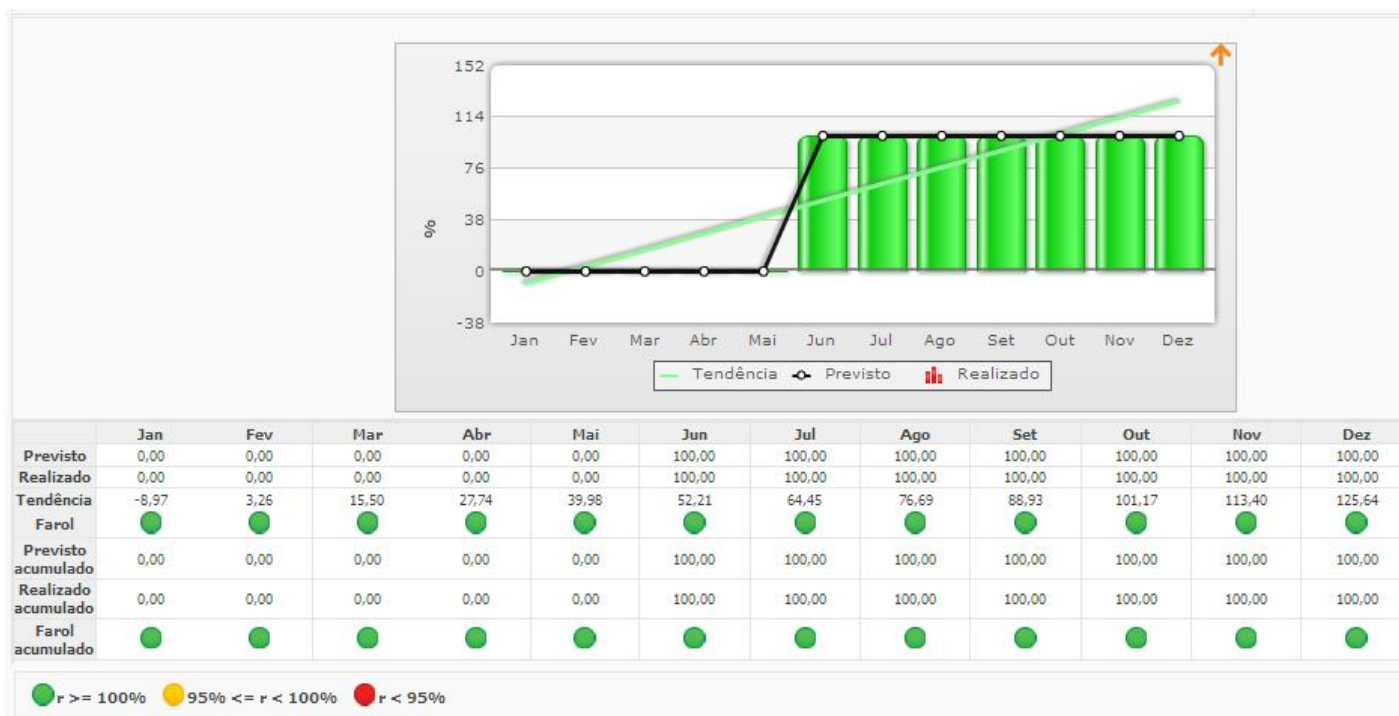 152
114
76
38
0
-38
%
Jan Fev Mar Abr Mai Jun Jul Ago Set Out Nov Dez
Tendência Previsto Realizado
Jan Fev Mar Abr Mai Jun Jul Ago Set Out Nov Dez
Previsto 0,00 0,00 0,00 0,00 0,00 100,00 100,00 100,00 100,00 100,00 100,00 100,00
Realizado 0,00 0,00 0,00 0,00 0,00 100,00 100,00 100,00 100,00 100,00 100,00 100,00
Tendência -8,97 3,26 15,50 27,74 39,98 52,21 64,45 76,69 88,93 101,17 113,40 125,64
Farol
Previsto
acumulado 0,00 0,00 0,00 0,00 0,00 100,00 100,00 100,00 100,00 100,00 100,00 100,00
Realizado
acumulado 0,00 0,00 0,00 0,00 0,00 100,00 100,00 100,00 100,00 100,00 100,00 100,00
Farol
acumulado
r >= 100% 95% <= r < 100% r < 95%